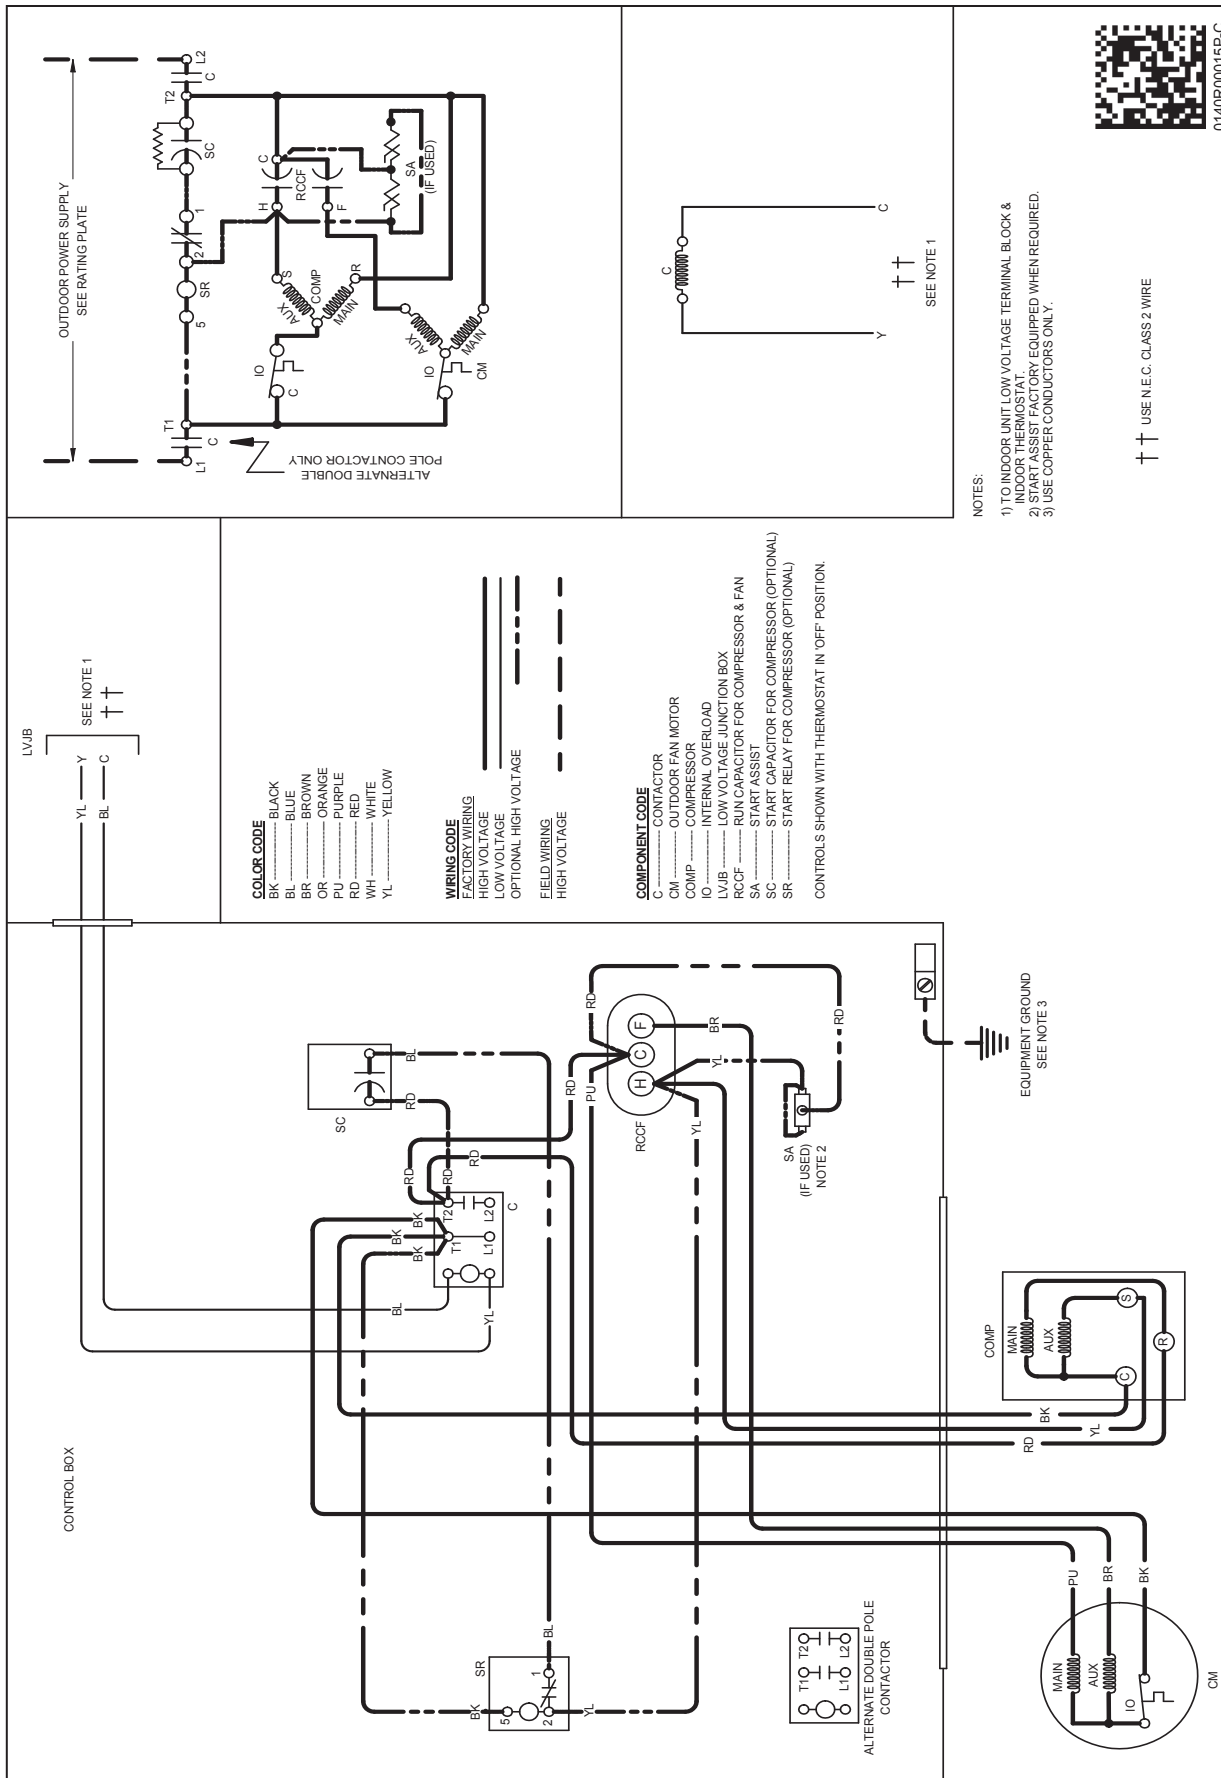 CONTROL BOX
SC
RD
BL
RD
RD
RD
RD
BK
BK
BK
T2
T1
L2
L1
C
BL
YL
RD
PU
RD
RCCF
H
C
F
YL
BR
YL
RD
SA
(IF USED)
NOTE 2
SR
BK
5
2
1
BL
YL
T1
T2
L1
L2
ALTERNATE DOUBLE POLE
CONTACTOR
EQUIPMENT GROUND
SEE NOTE 3
COMP
MAIN
AUX
S
C
R
BK
YL
RD
PU
BR
BK
MAIN
AUX
IO
CM
LVJB
YL
Y
BL
C
SEE NOTE 1
COLOR CODE
BK ---------- BLACK
BL ---------- BLUE
BR ---------- BROWN
OR ---------- ORANGE
PU ---------- PURPLE
RD ---------- RED
WH ---------- WHITE
YL ---------- YELLOW
WIRING CODE
FACTORY WIRING
HIGH VOLTAGE
LOW VOLTAGE
OPTIONAL HIGH VOLTAGE
FIELD WIRING
HIGH VOLTAGE
COMPONENT CODE
C ---------- CONTACTOR
CM ---------- OUTDOOR FAN MOTOR
COMP ---------- COMPRESSOR
IO ---------- INTERNAL OVERLOAD
LVJB ---------- LOW VOLTAGE JUNCTION BOX
RCCF ---------- RUN CAPACITOR FOR COMPRESSOR & FAN
SA ---------- START ASSIST
SC ---------- START CAPACITOR FOR COMPRESSOR (OPTIONAL)
SR ---------- START RELAY FOR COMPRESSOR (OPTIONAL)
CONTROLS SHOWN WITH THERMOSTAT IN 'OFF' POSITION.
OUTDOOR POWER SUPPLY
SEE RATING PLATE
L1
C
T1
5
SR
2
1
SC
T2
C
L2
ALTERNATE DOUBLE
POLE CONTACTOR ONLY
C
IO
AUX
S
COMP
MAIN
R
H
RCCF
C
F
SA
(IF USED)
IO
CM
AUX
MAIN
C
Y
C
SEE NOTE 1
NOTES:
1) TO INDOOR UNIT LOW VOLTAGE TERMINAL BLOCK &
INDOOR THERMOSTAT.
2) START ASSIST FACTORY EQUIPPED WHEN REQUIRED.
3) USE COPPER CONDUCTORS ONLY.
†† USE N.E.C. CLASS 2 WIRE
0140R00015P-C